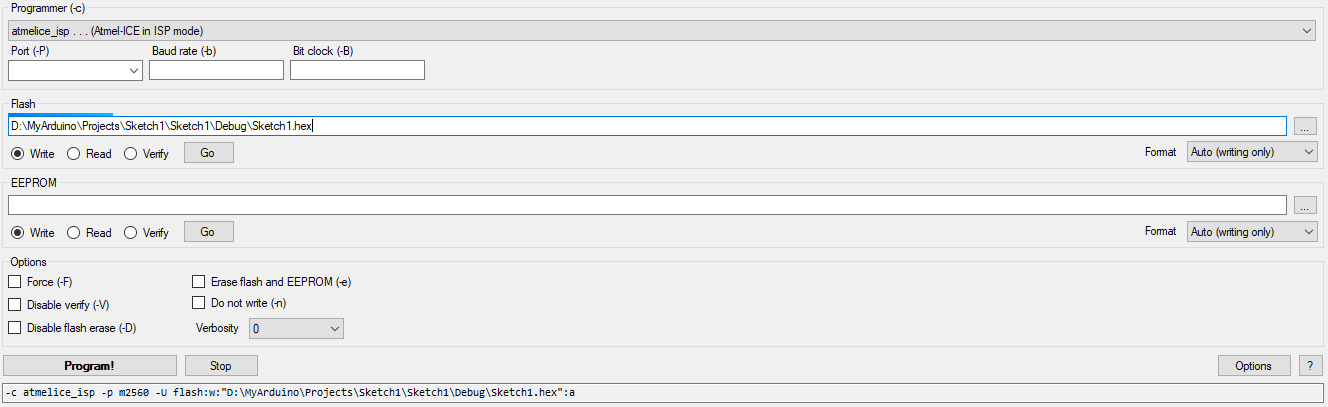 Programmer (-c)
atmelice_isp . . . (Atmel-ICE in ISP mode)
Port (-P) Baud rate (-b) Bit clock (-B)
Flash
D:\MyArduino\Projects\Sketch1\Sketch1\Debug\Sketch1.hex ...
Write Read Verify Go Format Auto (writing only)
EEPROM
...
Write Read Verify Go Format Auto (writing only)
Options
Force (-F) Erase flash and EEPROM (-e)
Disable verify (-V) Do not write (-n)
Disable flash erase (-D) Verbosity 0
Program! Stop Options ?
-c atmelice_isp -p m2560 -U flash:w:"D:\MyArduino\Projects\Sketch1\Sketch1\Debug\Sketch1.hex":a